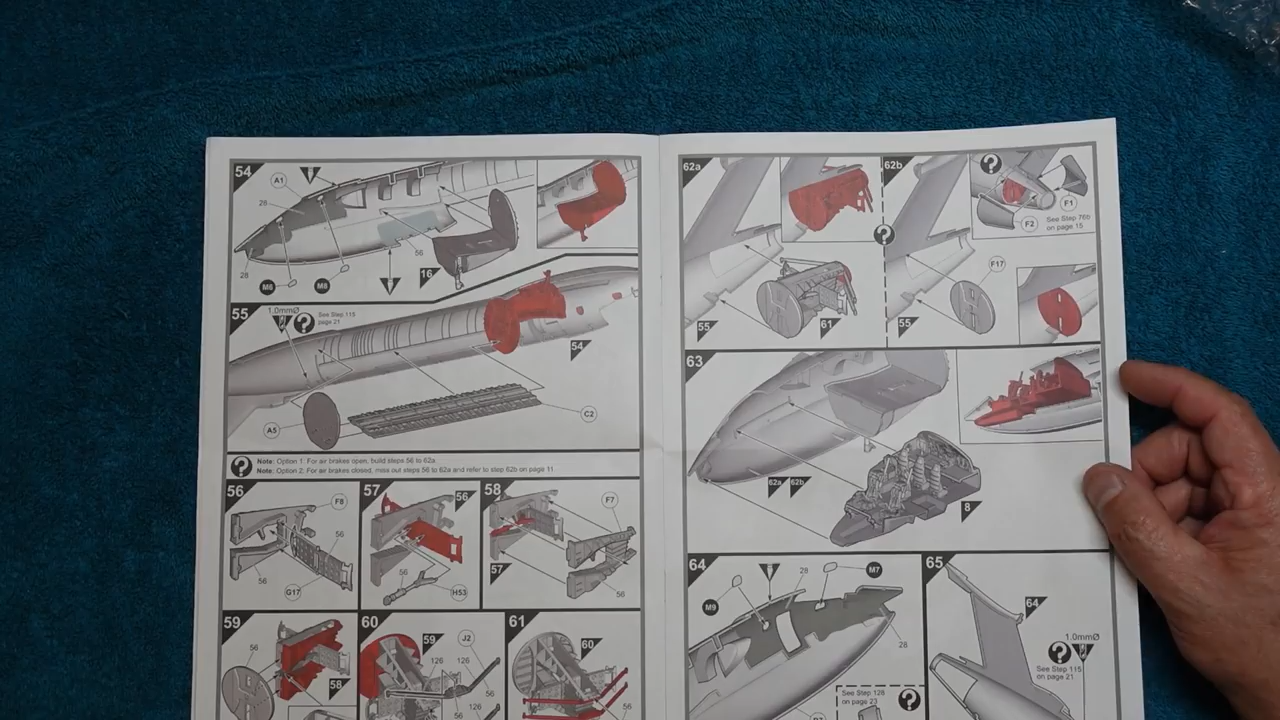 54
A1
28
28
M6
M8
56
16
55
1.0mmØ
See Step 115
page 21
54
A5
C2
Note: Option 1: For air brakes open, build steps 56 to 62a.
Note: Option 2: For air brakes closed, miss out steps 56 to 62a and refer to step 62b on page 11
56
F8
56
56
G17
57
56
56
H53
58
F7
57
56
59
56
58
60
59
J2
126
126
56
56
61
60
56
62a
55
61
62b
F1
F2
See Step 76b
on page 15
F17
55
63
62a
62b
8
64
M9
28
M7
28
See Step 128
on page 23
65
64
1.0mmØ
See Step 115
on page 21